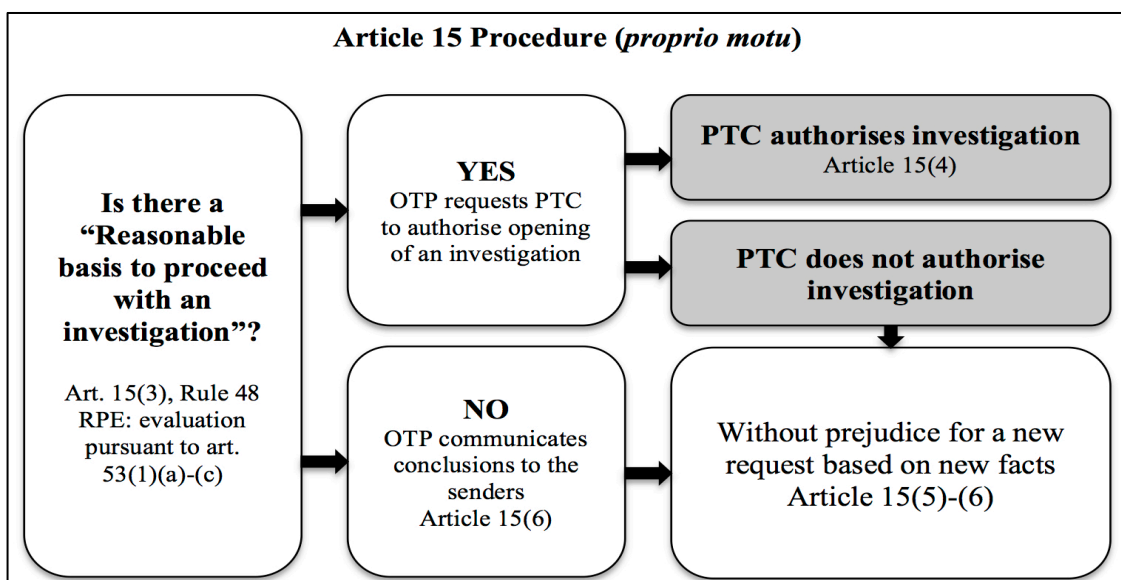 Article 15 Procedure (proprio motu)
Is there a
“Reasonable
basis to proceed
with an
investigation”?
Art. 15(3), Rule 48
RPE: evaluation
pursuant to art.
53(1)(a)-(c)
YES
OTP requests PTC
to authorise opening
of an investigation
NO
OTP communicates
conclusions to the
senders
Article 15(6)
PTC authorises investigation
Article 15(4)
PTC does not authorise
investigation
Without prejudice for a new
request based on new facts
Article 15(5)-(6)